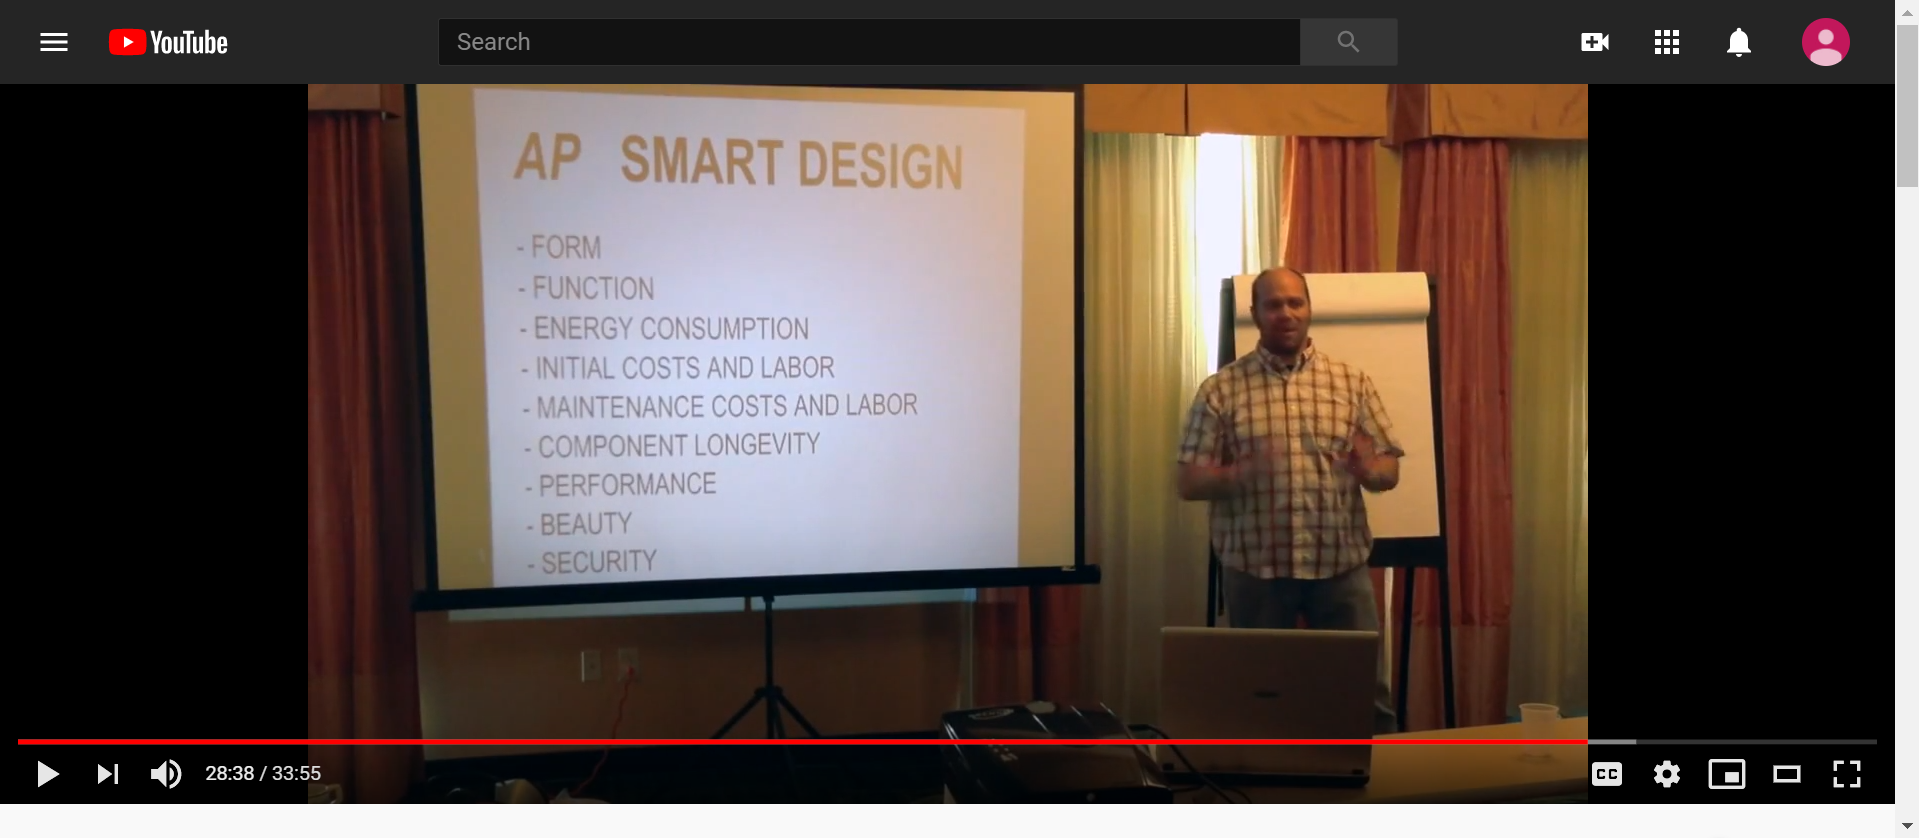 YouTube
Search
AP SMART DESIGN
- FORM
- FUNCTION
- ENERGY CONSUMPTION
- INITIAL COSTS AND LABOR
- MAINTENANCE COSTS AND LABOR
- COMPONENT LONGEVITY
- PERFORMANCE
- BEAUTY
- SECURITY
28:38 / 33:55
CC